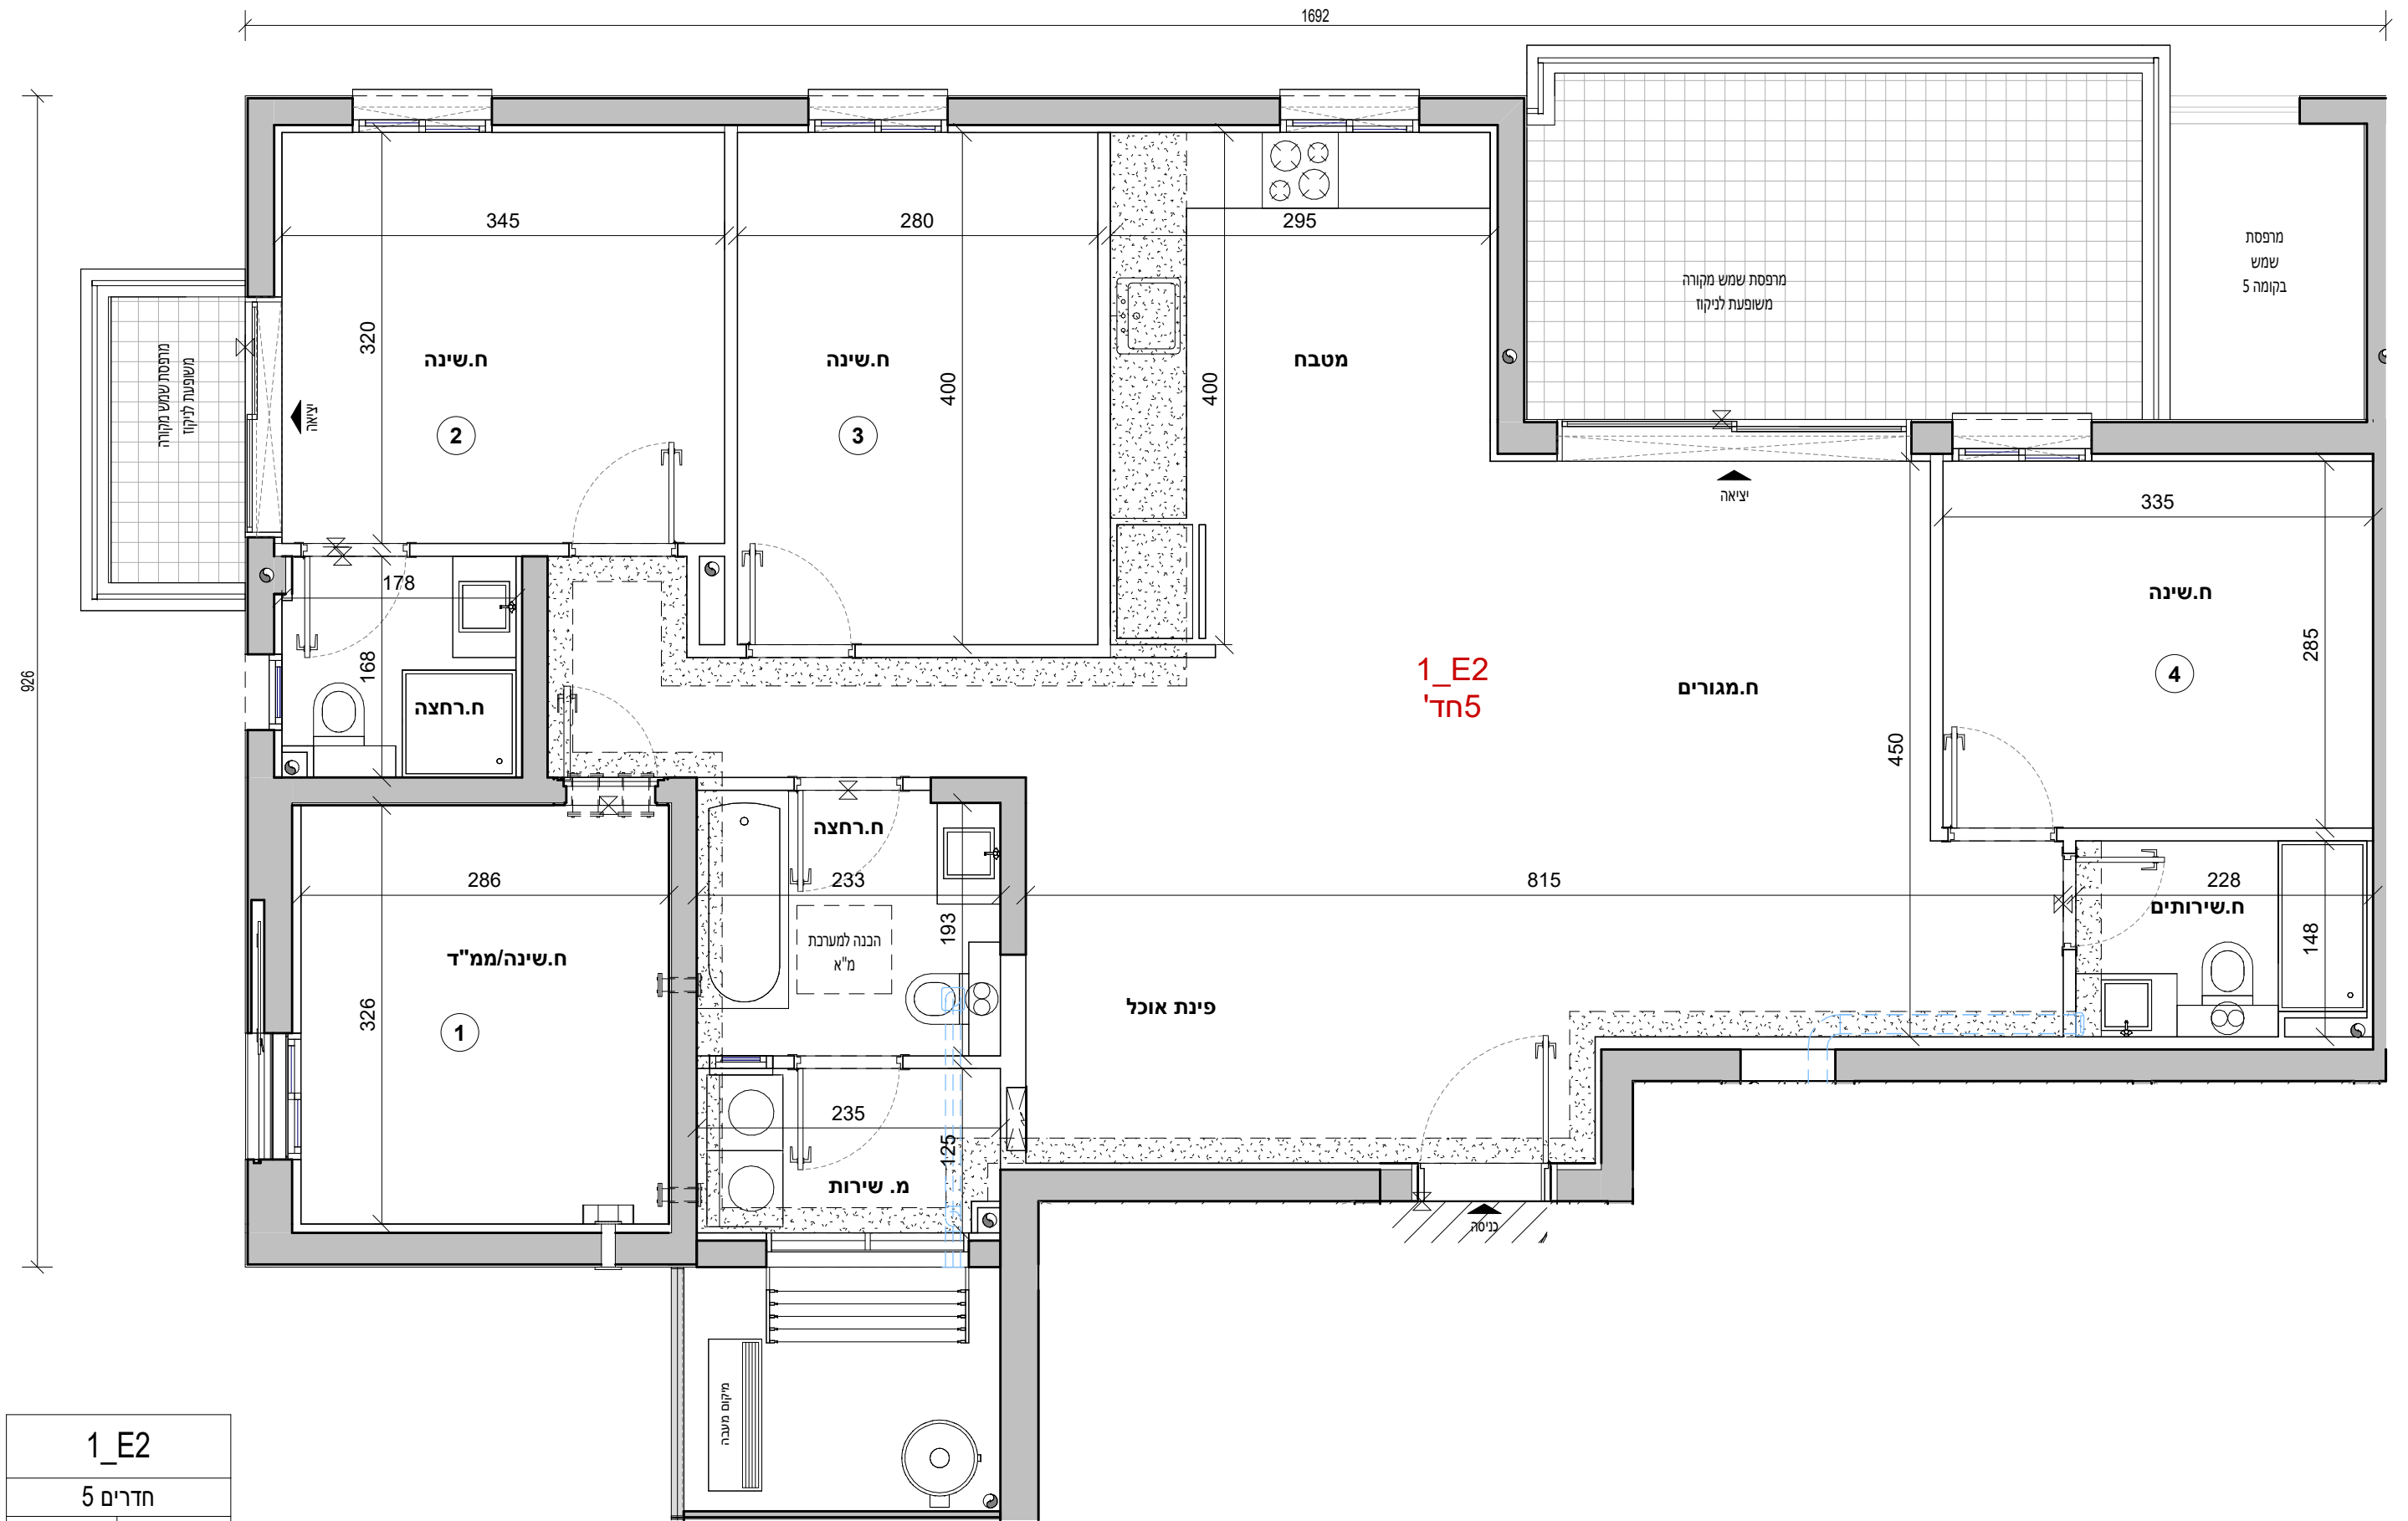 1692
926
345
280
295
320
400
400
ח.שינה
2
ח.שינה
3
מטבח
מרפסת שמש מקורה
משופעת לניקוז
מרפסת
שמש
בקומה 5
מרפסת שמש מקורה
משופעת לניקוז
יציאה
יציאה
335
ח.שינה
285
4
178
168
ח.רחצה
1_E2
5חד'
ח.מגורים
450
ח.רחצה
286
233
815
228
ח.שירותים
148
193
הכנה למערכת
מ"א
ח.שינה/ממ"ד
326
1
פינת אוכל
235
125
מ. שירות
כניסה
מיקום מעבה
1_E2
5 חדרים